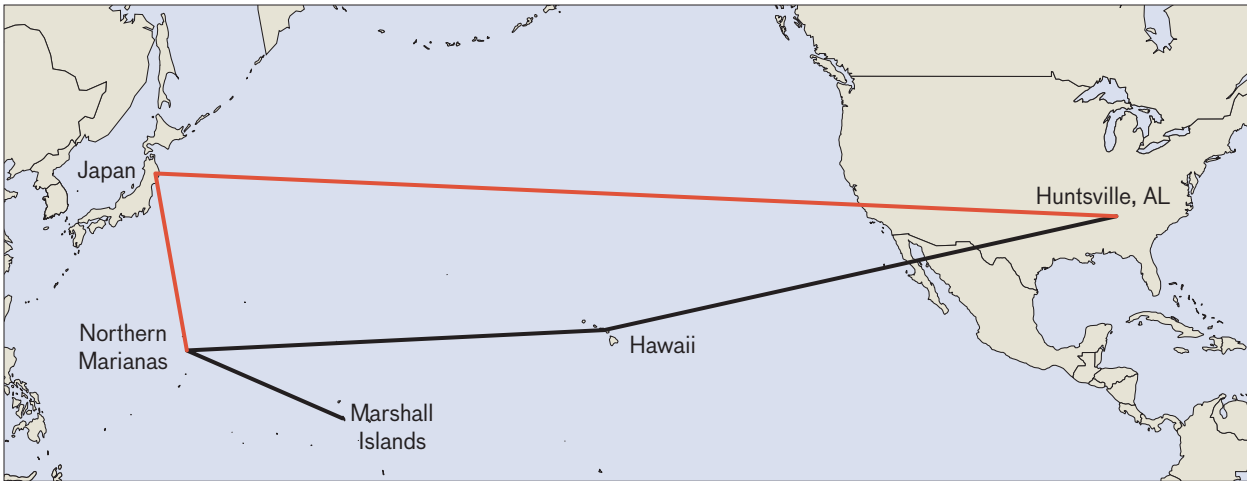 Japan
Huntsville, AL
Northern
Marianas
Hawaii
Marshall
Islands